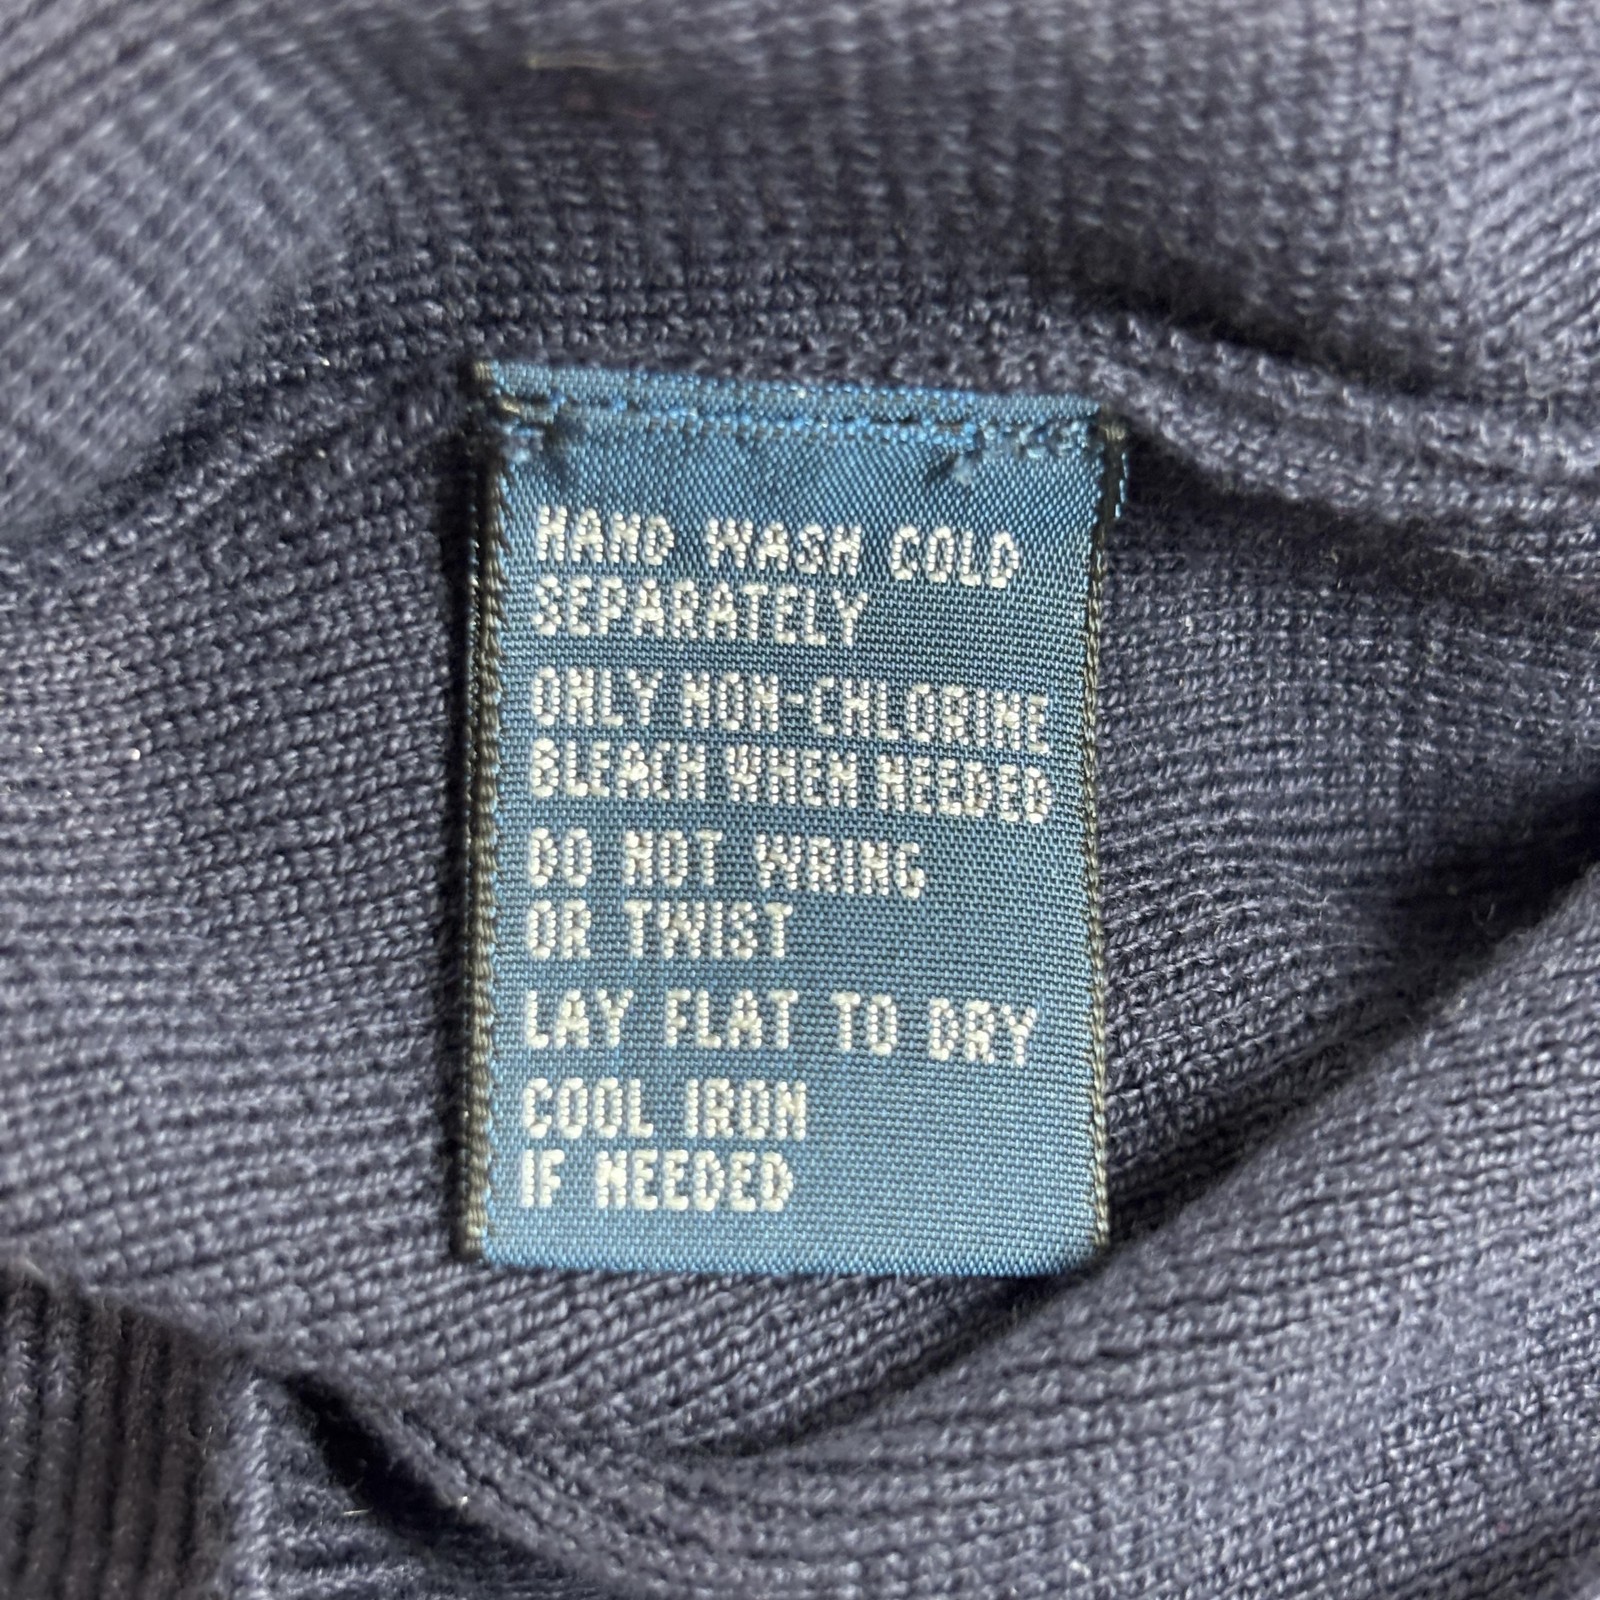 HAND WASH COLD
SEPARATELY
ONLY NON-CHLORINE
BLEACH WHEN NEEDED
DO NOT WRING
OR TWIST
LAY FLAT TO DRY
COOL IRON
IF NEEDED